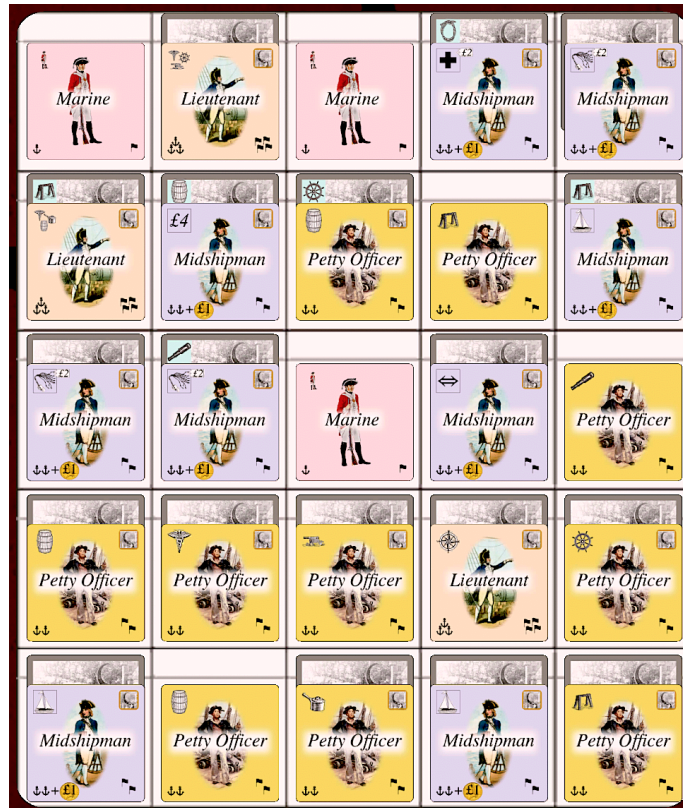 Marine
Lieutenant
Marine
£2
Midshipman
+£1
£2
Midshipman
+£1
Lieutenant
£4
Midshipman
+£1
Petty Officer
Petty Officer
Midshipman
+£1
£2
Midshipman
+£1
£2
Midshipman
+£1
Marine
Midshipman
+£1
Petty Officer
Petty Officer
Petty Officer
Petty Officer
Lieutenant
Petty Officer
Midshipman
+£1
Petty Officer
Petty Officer
Midshipman
+£1
Petty Officer